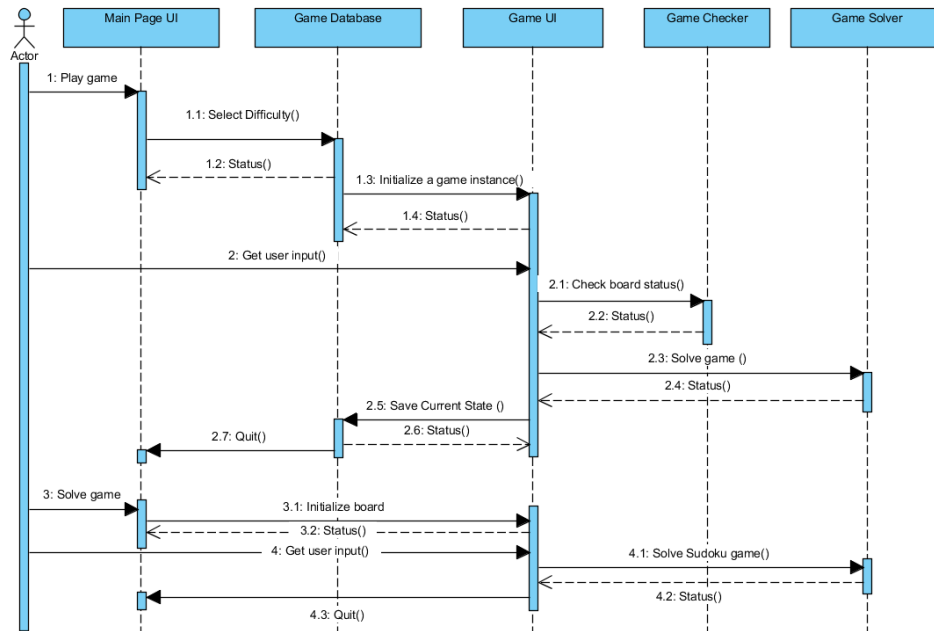 Main Page UI
Game Database
Game UI
Game Checker
Game Solver
Actor
1: Play game
1.1: Select Difficulty()
1.2: Status()
1.3: Initialize a game instance()
1.4: Status()
2: Get user input()
2.1: Check board status()
2.2: Status()
2.3: Solve game ()
2.4: Status()
2.5: Save Current State ()
2.6: Status()
2.7: Quit()
3: Solve game
3.1: Initialize board
3.2: Status()
4: Get user input()
4.1: Solve Sudoku game()
4.2: Status()
4.3: Quit()